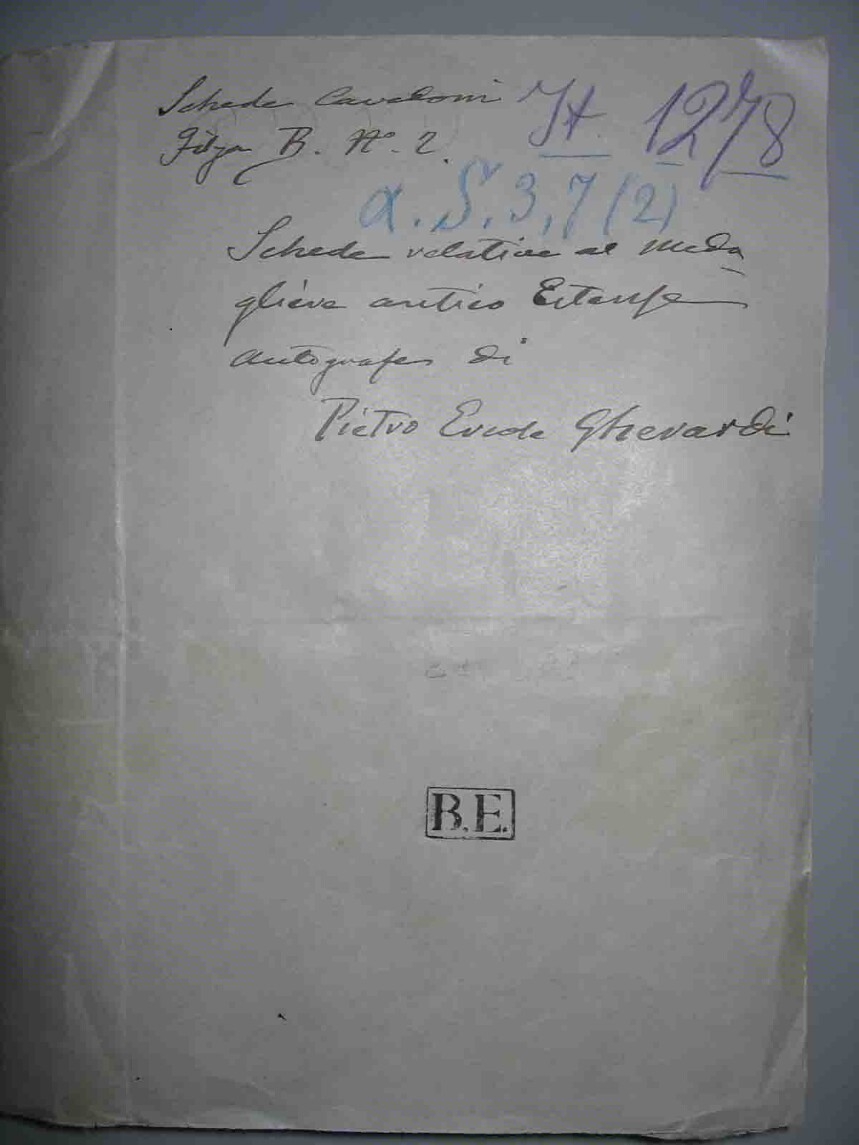 Schede Cavedoni
Filza B. N.º 2.
It 1278
α.S.3,7(2)
Schede relative al meda
gliere antico Estense
autografe di
Pietro Ercole Gherardi
B.E.